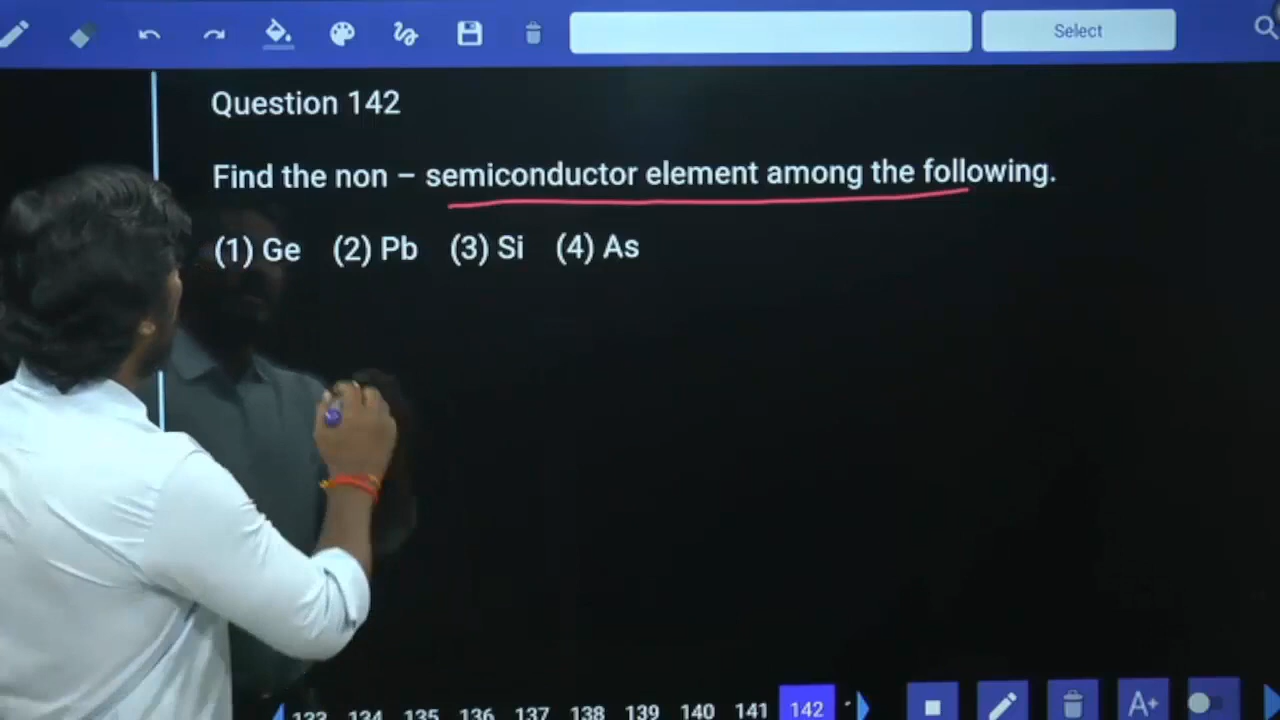 Select
Question 142
Find the non – semiconductor element among the following.
(1) Ge (2) Pb (3) Si (4) As
133 134 135 136 137 138 139 140 141 142
A+